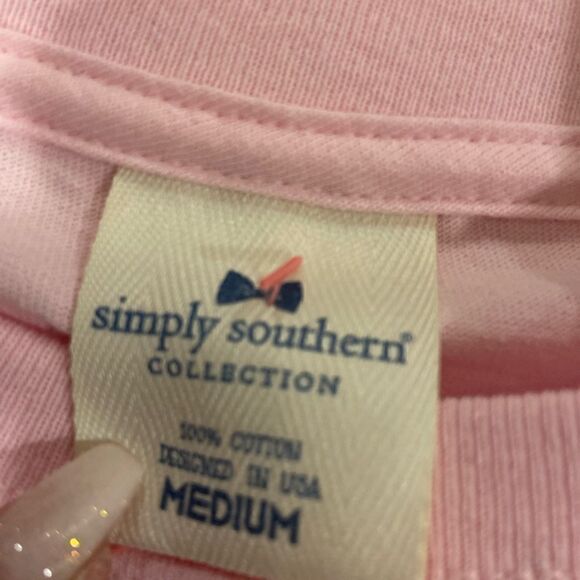 simply southern®
COLLECTION
100% COTTON
DESIGNED IN USA
MEDIUM